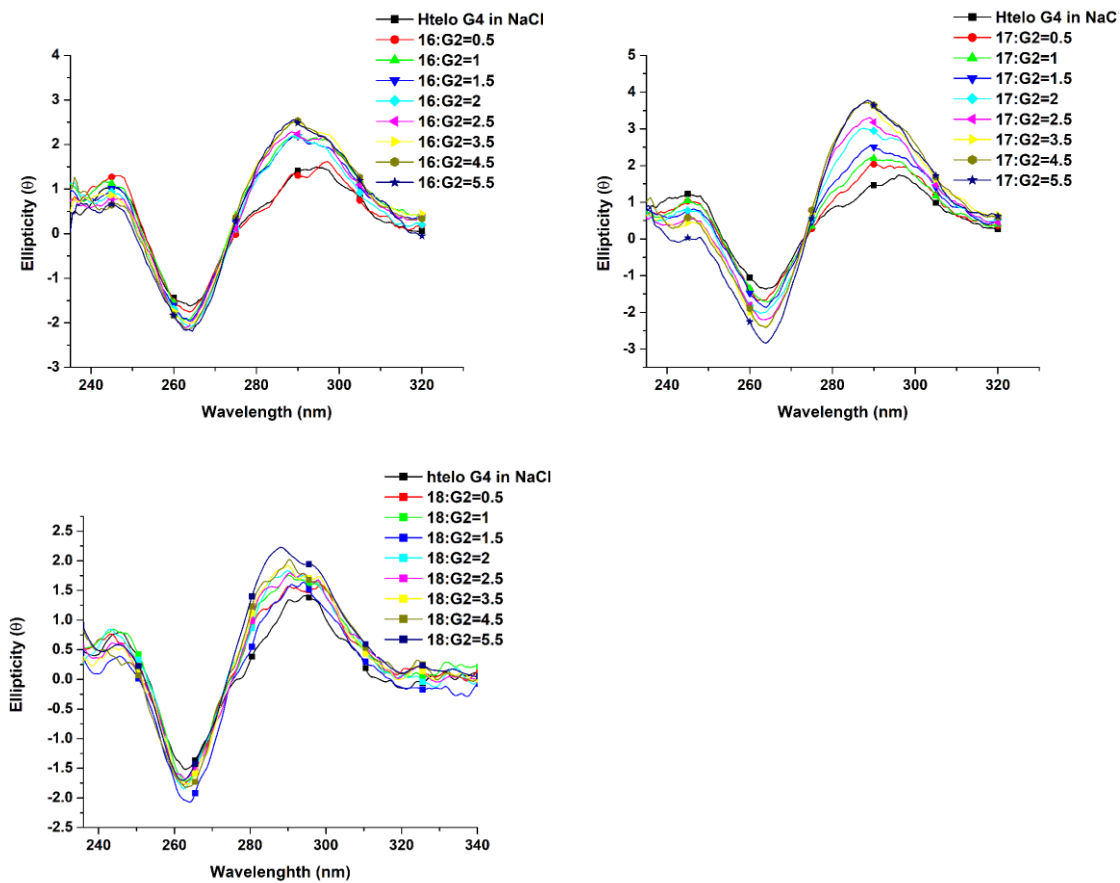 Htelo G4 in NaCl
16:G2=0.5
16:G2=1
16:G2=1.5
16:G2=2
16:G2=2.5
16:G2=3.5
16:G2=4.5
16:G2=5.5
4
3
2
1
0
-1
-2
-3
Ellipticity (θ)
240 260 280 300 320
Wavelength (nm)
Htelo G4 in NaC
17:G2=0.5
17:G2=1
17:G2=1.5
17:G2=2
17:G2=2.5
17:G2=3.5
17:G2=4.5
17:G2=5.5
5
4
3
2
1
0
-1
-2
-3
Ellipticity (θ)
240 260 280 300 320
Wavelength (nm)
htelo G4 in NaCl
18:G2=0.5
18:G2=1
18:G2=1.5
18:G2=2
18:G2=2.5
18:G2=3.5
18:G2=4.5
18:G2=5.5
2.5
2.0
1.5
1.0
0.5
0.0
-0.5
-1.0
-1.5
-2.0
-2.5
Ellipticity (θ)
240 260 280 300 320 340
Wavelenghth (nm)